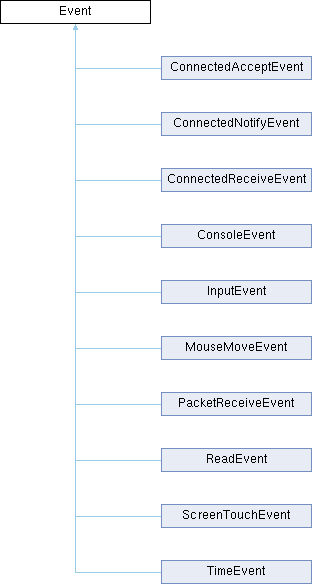 Event
ConnectedAcceptEvent
ConnectedNotifyEvent
ConnectedReceiveEvent
ConsoleEvent
InputEvent
MouseMoveEvent
PacketReceiveEvent
ReadEvent
ScreenTouchEvent
TimeEvent